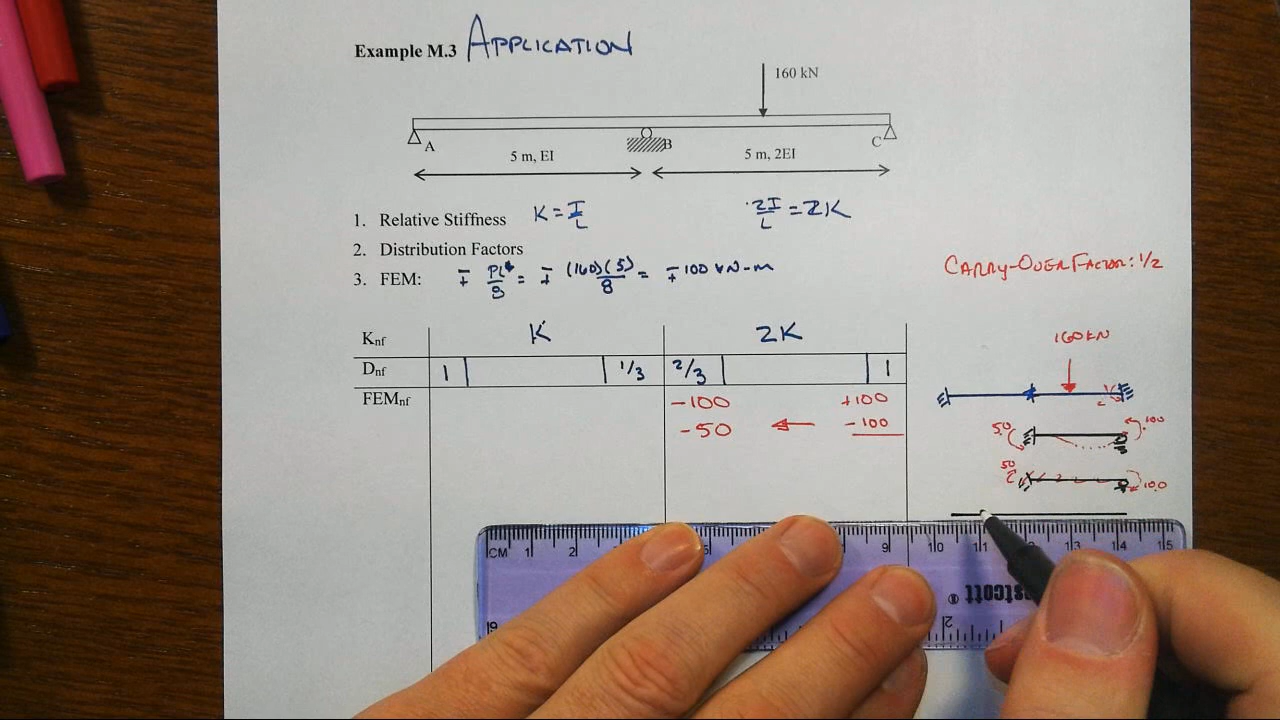 Example M.3 APPLICATION
160 kN
A B C
5 m, EI 5 m, 2EI
1. Relative Stiffness K = I/L 2I/L = 2K
2. Distribution Factors
3. FEM: ∓ PL/8 = ∓ (160)(5)/8 = ∓100 kN-m
CARRY-OVER FACTOR: 1/2
Knf K 2K
160 kN
Dnf 1 1/3 2/3 1
FEMnf -100 +100
-50 ← -100
50 100
50 100
CM 1 2 5 9 10 11 13 14 15
2